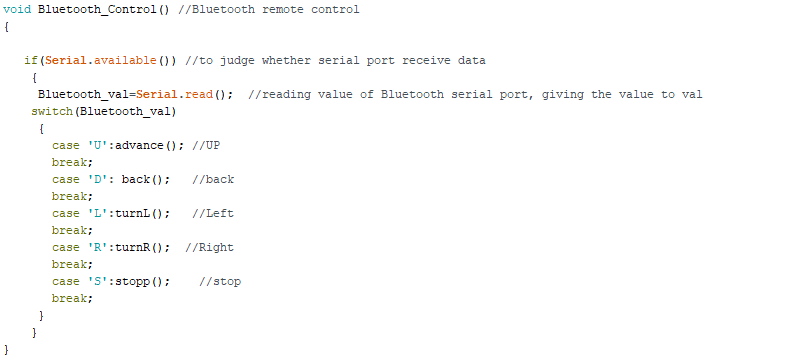 void Bluetooth_Control() //Bluetooth remote control
{
if(Serial.available()) //to judge whether serial port receive data
{
Bluetooth_val=Serial.read();  //reading value of Bluetooth serial port, giving the value to val
switch(Bluetooth_val)
{
case 'U':advance(); //UP
break;
case 'D': back();   //back
break;
case 'L':turnL();   //Left
break;
case 'R':turnR();  //Right
break;
case 'S':stopp();    //stop
break;
}
}
}